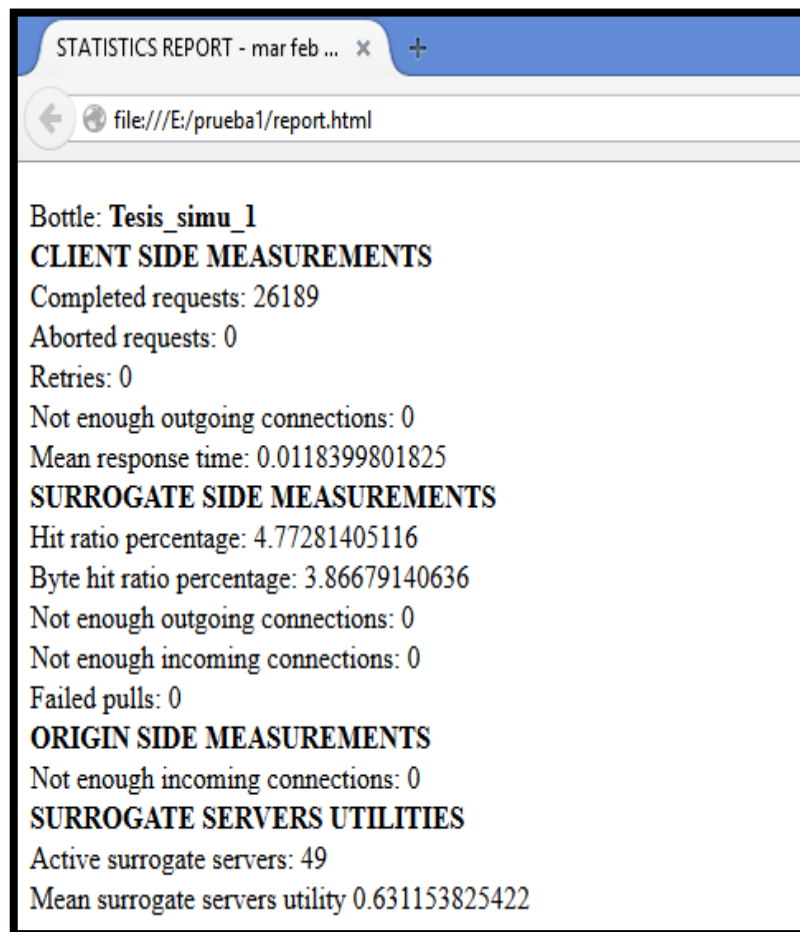 STATISTICS REPORT - mar feb ...
file:///E:/prueba1/report.html
Bottle: Tesis_simu_1
CLIENT SIDE MEASUREMENTS
Completed requests: 26189
Aborted requests: 0
Retries: 0
Not enough outgoing connections: 0
Mean response time: 0.0118399801825
SURROGATE SIDE MEASUREMENTS
Hit ratio percentage: 4.77281405116
Byte hit ratio percentage: 3.86679140636
Not enough outgoing connections: 0
Not enough incoming connections: 0
Failed pulls: 0
ORIGIN SIDE MEASUREMENTS
Not enough incoming connections: 0
SURROGATE SERVERS UTILITIES
Active surrogate servers: 49
Mean surrogate servers utility 0.631153825422